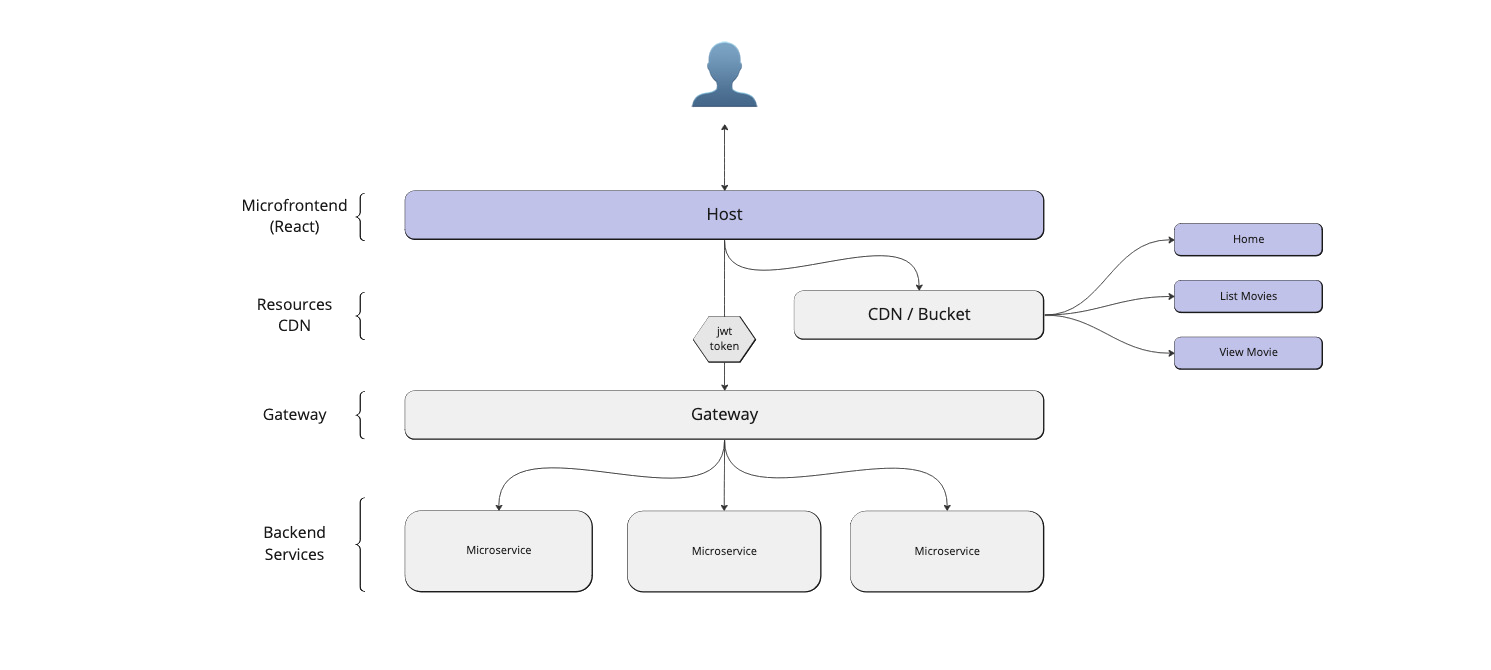 Microfrontend
(React)
Host
Home
Resources
CDN
CDN / Bucket
List Movies
jwt
token
View Movie
Gateway
Gateway
Backend
Services
Microservice
Microservice
Microservice